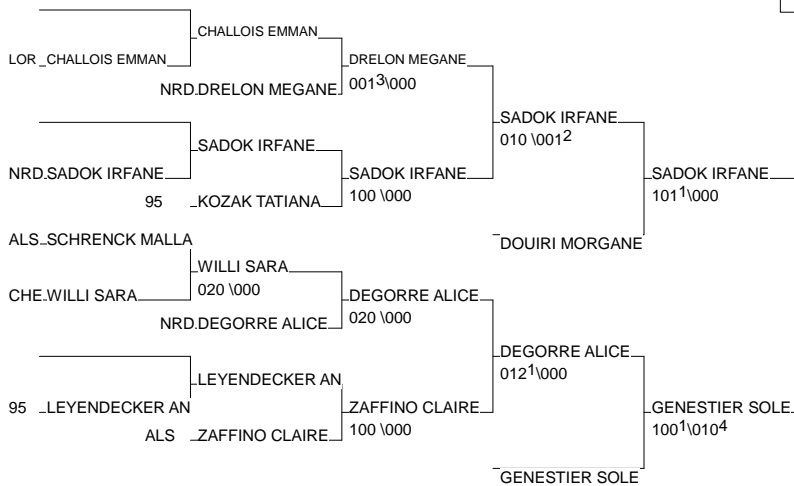 CHALLOIS EMMAN
LOR CHALLOIS EMMAN
DRELON MEGANE
NRD. DRELON MEGANE
001³\000
SADOK IRFANE
010 \001²
SADOK IRFANE
NRD. SADOK IRFANE
SADOK IRFANE
SADOK IRFANE
95 KOZAK TATIANA
100 \000
101¹\000
ALS SCHRENCK MALLA
DOUIRI MORGANE
WILLI SARA
CHE. WILLI SARA
020 \000
DEGORRE ALICE
NRD. DEGORRE ALICE
020 \000
DEGORRE ALICE
012¹\000
LEYENDECKER AN
95 LEYENDECKER AN
ZAFFINO CLAIRE
GENESTIER SOLE
ALS ZAFFINO CLAIRE
100 \000
100¹\010⁴
GENESTIER SOLE